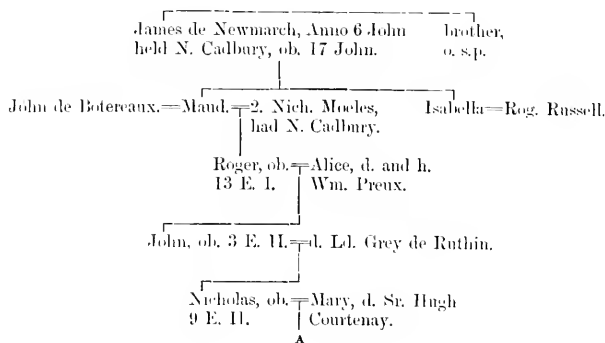 James de Newmarch, Anno 6 John brother,
held N. Cadbury, ob. 17 John. o. s.p.
John de Botereaux.=Maud.=2. Nich. Moeles, Isabella=Rog. Russell.
had N. Cadbury.
Roger, ob.=Alice, d. and h.
13 E. I. Wm. Preux.
John, ob. 3 E. II.=d. Ld. Grey de Ruthin.
Nicholas, ob.=Mary, d. Sr. Hugh
9 E. II. Courtenay.
A